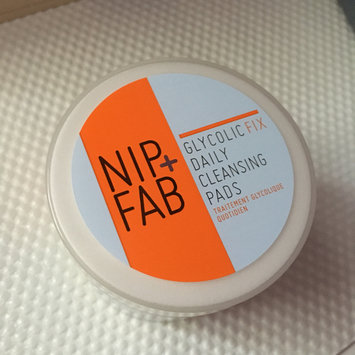 NIP+
FAB
GLYCOLIC FIX
DAILY
CLEANSING
PADS
TRAITEMENT GLYCOLIQUE
QUOTIDIEN